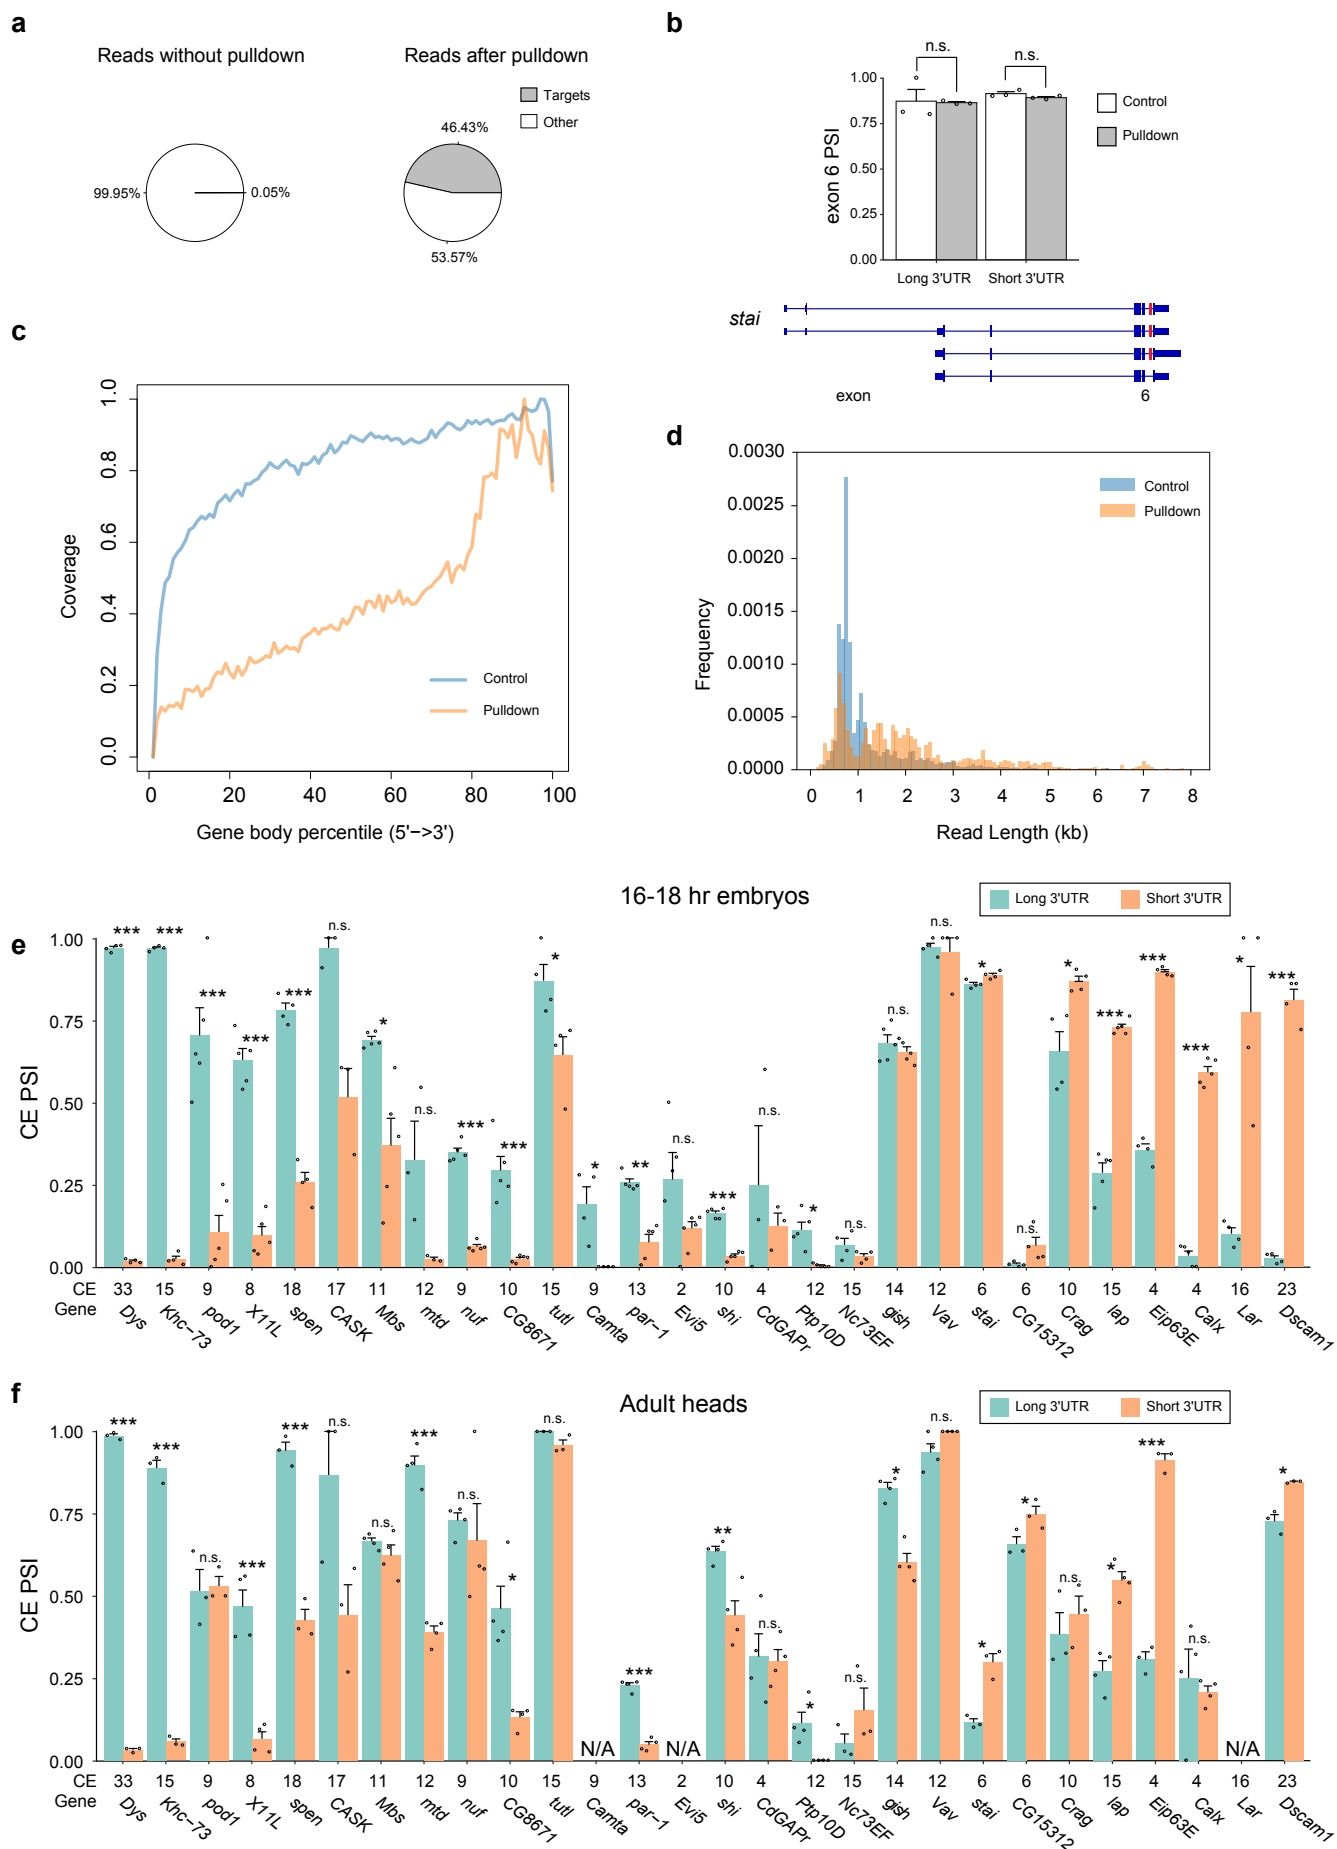 a
Reads without pulldown
Reads after pulldown
Targets
Other
46.43%
99.95%
0.05%
53.57%
b
n.s.
n.s.
exon 6 PSI
1.00
0.75
0.50
0.25
0.00
Control
Pulldown
Long 3'UTR
Short 3'UTR
stai
exon
6
c
Coverage
1.0
0.8
0.6
0.4
0.2
0.0
Control
Pulldown
0 20 40 60 80 100
Gene body percentile (5'−>3')
d
Frequency
0.0030
0.0025
0.0020
0.0015
0.0010
0.0005
0.0000
Control
Pulldown
0 1 2 3 4 5 6 7 8
Read Length (kb)
16-18 hr embryos
Long 3'UTR
Short 3'UTR
e
CE PSI
1.00
0.75
0.50
0.25
0.00
*** *** *** *** *** n.s. * n.s. *** *** * * ** n.s. *** n.s. * n.s. n.s. n.s. * n.s. * *** *** *** * ***
CE 33 15 9 8 18 17 11 12 9 10 15 9 13 2 10 4 12 15 14 12 6 6 10 15 4 4 16 23
Gene Dys Khc−73 pod1 X11L spen CASK Mbs mtd nuf CG8671 tutl Camta par−1 Evi5 shi CdGAPr Ptp10D Nc73EF gish Vav stai CG15312 Crag lap Eip63E Calx Lar Dscam1
f
Adult heads
Long 3'UTR
Short 3'UTR
CE PSI
1.00
0.75
0.50
0.25
0.00
*** *** n.s. *** *** n.s. n.s. *** n.s. * N/A *** N/A ** n.s. * n.s. * n.s. * * n.s. * *** n.s. N/A *
CE 33 15 9 8 18 17 11 12 9 10 15 9 13 2 10 4 12 15 14 12 6 6 10 15 4 4 16 23
Gene Dys Khc−73 pod1 X11L spen CASK Mbs mtd nuf CG8671 tutl Camta par−1 Evi5 shi CdGAPr Ptp10D Nc73EF gish Vav stai CG15312 Crag lap Eip63E Calx Lar Dscam1